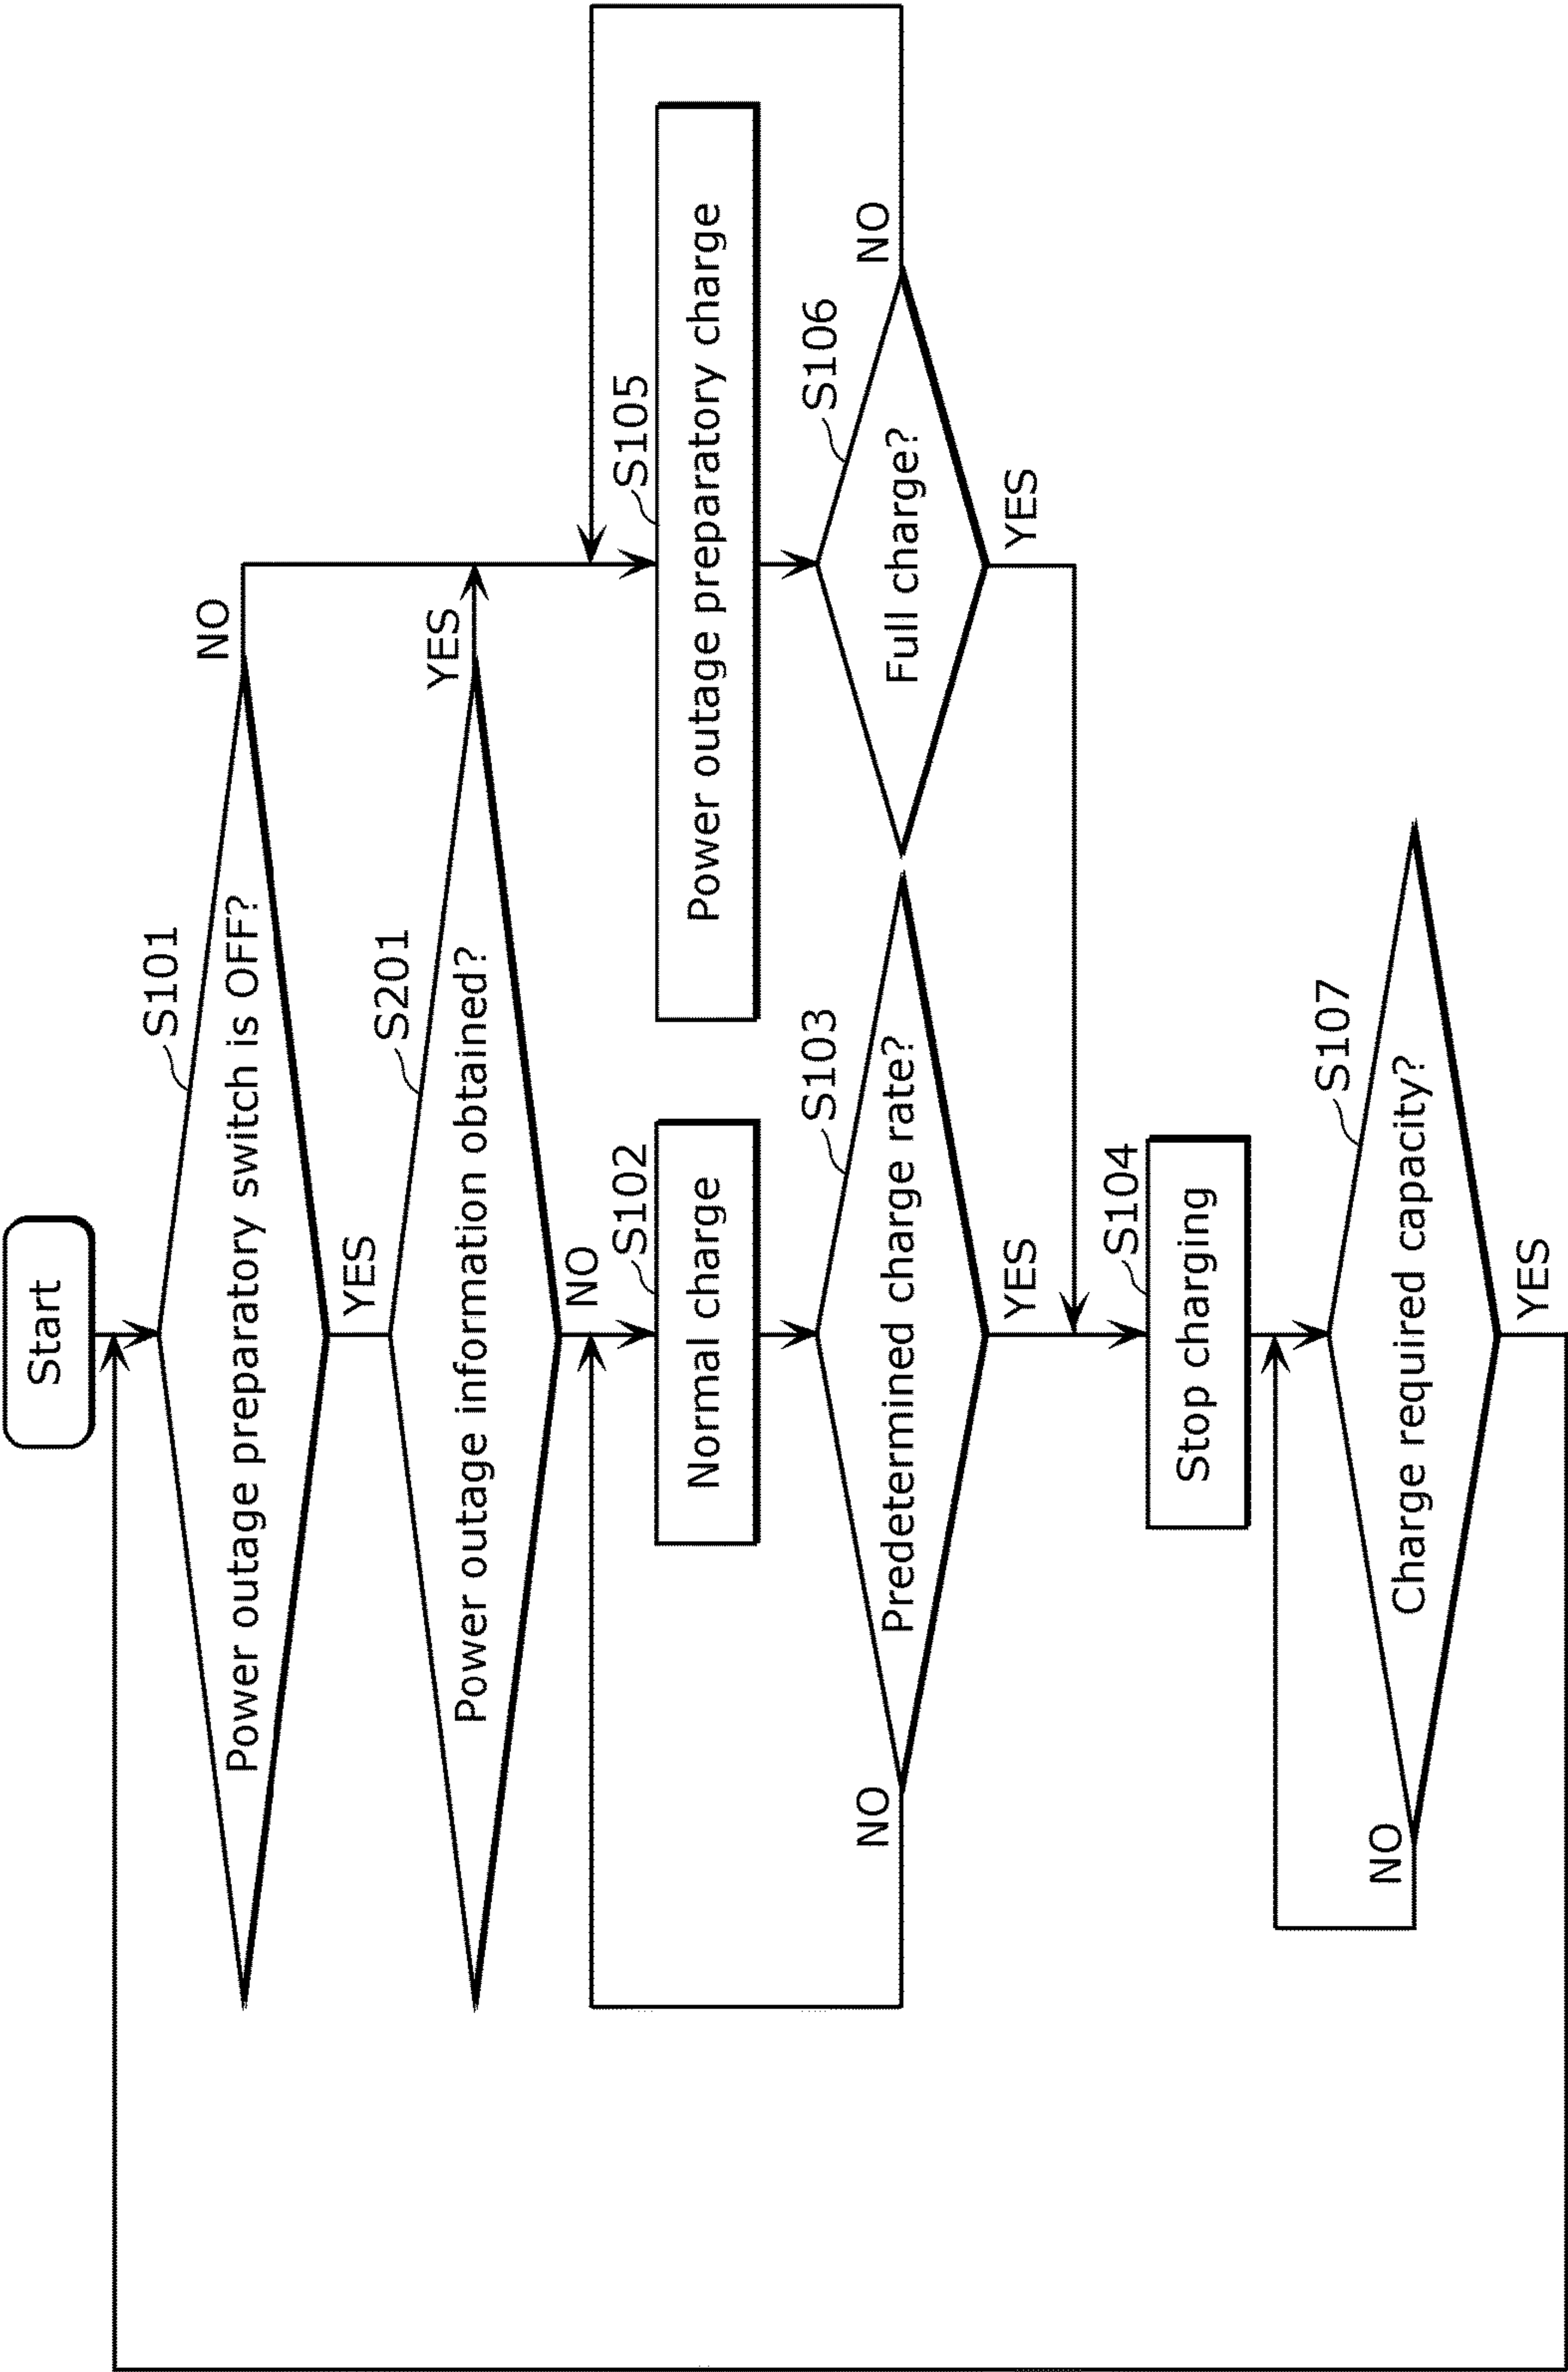 Start
S101
Power outage preparatory switch is OFF?
NO
YES
S201
Power outage information obtained?
YES
NO
S102
Normal charge
S105
Power outage preparatory charge
S103
Predetermined charge rate?
NO
YES
S106
Full charge?
NO
YES
S104
Stop charging
S107
Charge required capacity?
NO
YES